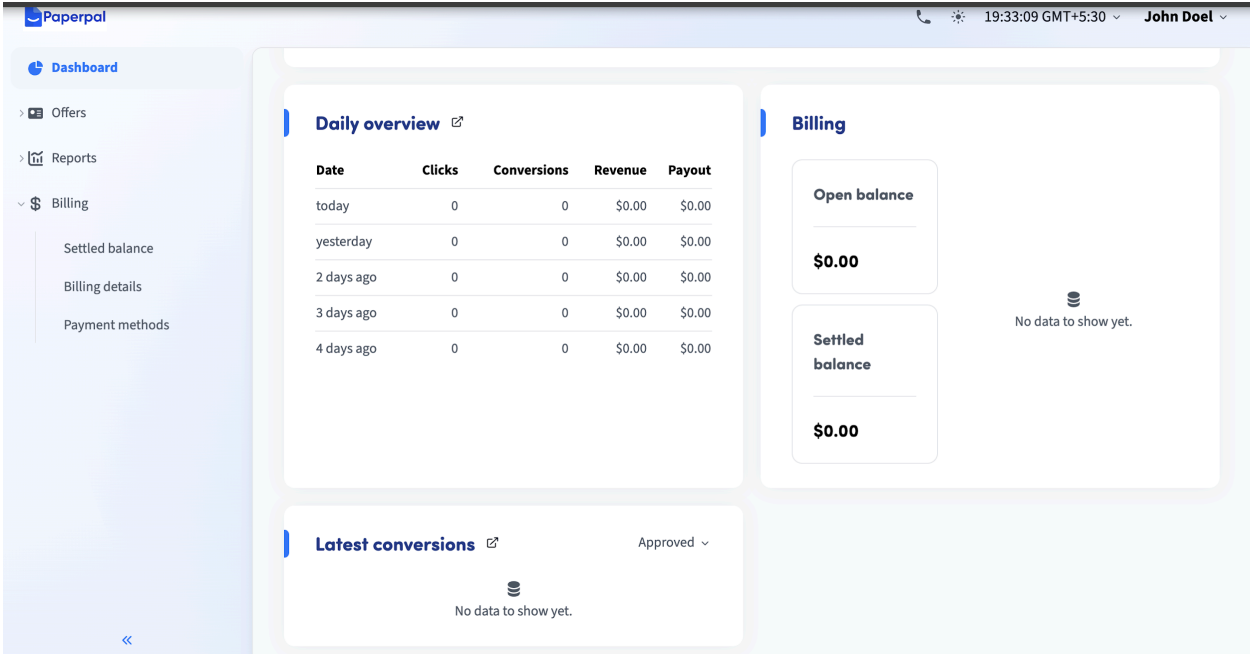 Paperpal
19:33:09 GMT+5:30
John Doel
Dashboard
Offers
Reports
Billing
Settled balance
Billing details
Payment methods
Daily overview
Date Clicks Conversions Revenue Payout
today 0 0 $0.00 $0.00
yesterday 0 0 $0.00 $0.00
2 days ago 0 0 $0.00 $0.00
3 days ago 0 0 $0.00 $0.00
4 days ago 0 0 $0.00 $0.00
Billing
Open balance
$0.00
Settled
balance
$0.00
No data to show yet.
Latest conversions
Approved
No data to show yet.